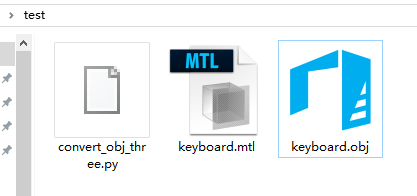 test
MTL
convert_obj_thr
ee.py
keyboard.mtl
keyboard.obj